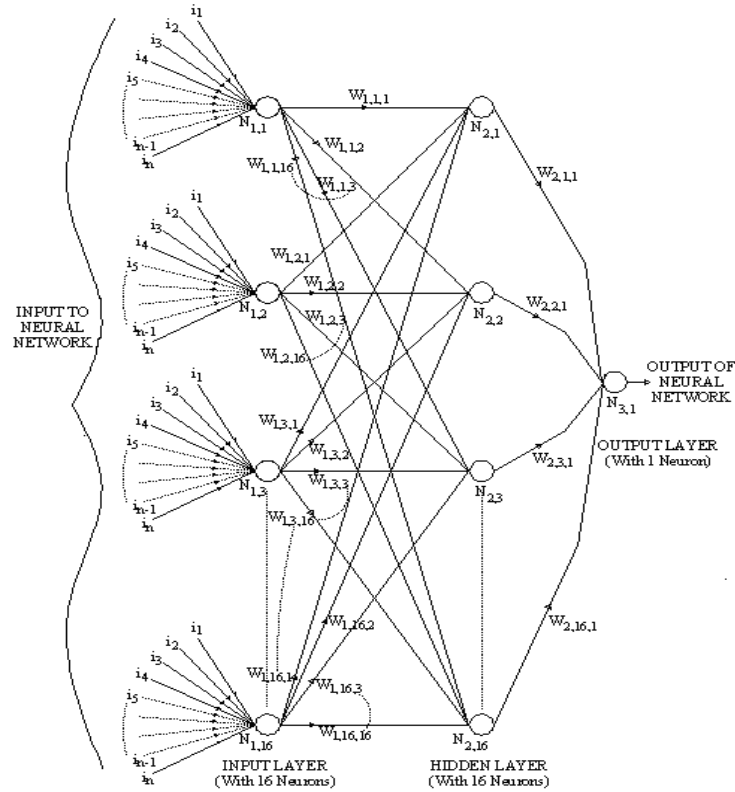 i1
i2
i3
i4
i5
in-1
in
N1,1
W1,1,1
N2,1
W1,1,2
W1,1,16
W1,1,3
W2,1,1
i1
i2
i3
i4
i5
in-1
in
N1,2
W1,2,1
W1,2,2
W1,2,3
W1,2,16
N2,2
W2,2,1
INPUT TO
NEURAL
NETWORK
OUTPUT OF
NEURAL
NETWORK
N3,1
OUTPUT LAYER
(With 1 Neuron)
i1
i2
i3
i4
i5
in-1
in
N1,3
W1,3,1
W1,3,2
W1,3,3
W1,3,16
N2,3
W2,3,1
i1
i2
i3
i4
i5
in-1
in
N1,16
W1,16,1
W1,16,2
W1,16,3
W1,16,16
N2,16
W2,16,1
INPUT LAYER
(With 16 Neurons)
HIDDEN LAYER
(With 16 Neurons)